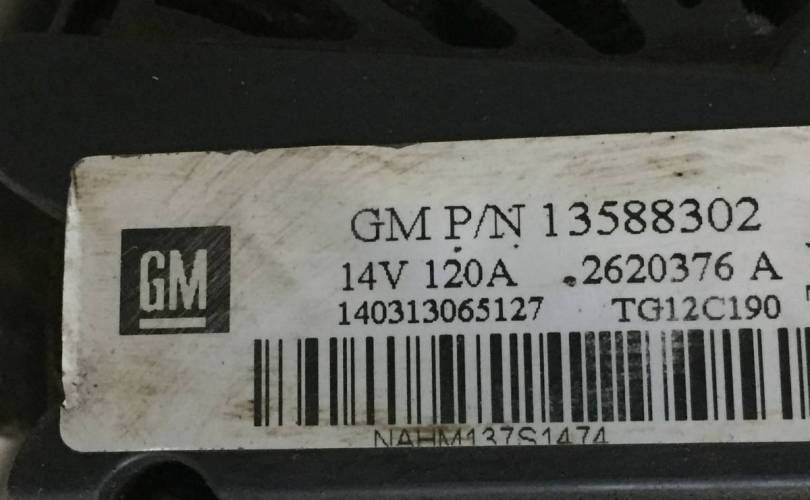 GM
GM P/N 13588302
14V 120A .2620376 A
140313065127 TG12C190
NAHM137S1474